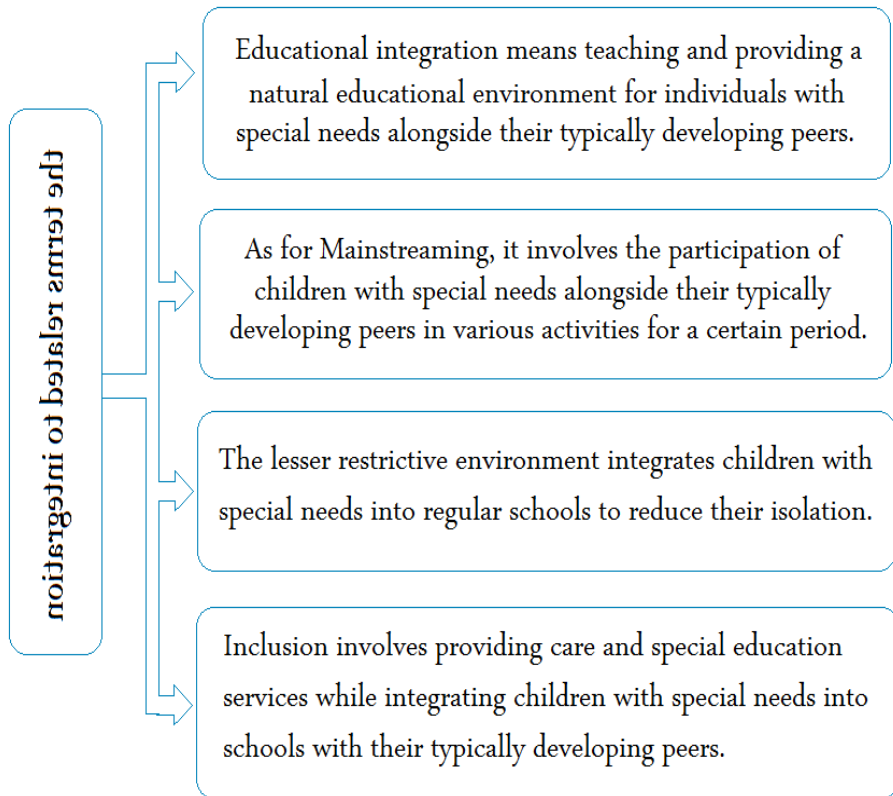 the terms related to integration
Educational integration means teaching and providing a
natural educational environment for individuals with
special needs alongside their typically developing peers.
As for Mainstreaming, it involves the participation of
children with special needs alongside their typically
developing peers in various activities for a certain period.
The lesser restrictive environment integrates children with
special needs into regular schools to reduce their isolation.
Inclusion involves providing care and special education
services while integrating children with special needs into
schools with their typically developing peers.